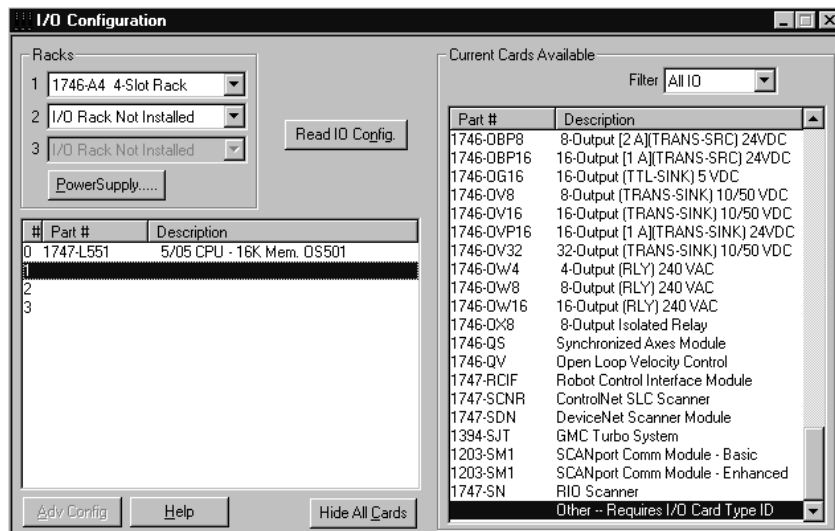 I/O Configuration
Racks
1 1746-A4 4-Slot Rack
2 I/O Rack Not Installed
3 I/O Rack Not Installed
PowerSupply.....
Read IO Config.
# Part # Description
0 1747-L551 5/05 CPU - 16K Mem. OS501
1
2
3
Adv Config Help Hide All Cards
Current Cards Available
Filter All IO
Part # Description
1746-OBP8 8-Output [2 A](TRANS-SRC) 24VDC
1746-OBP16 16-Output [1 A](TRANS-SRC) 24VDC
1746-OG16 16-Output (TTL-SINK) 5 VDC
1746-OV8 8-Output (TRANS-SINK) 10/50 VDC
1746-OV16 16-Output (TRANS-SINK) 10/50 VDC
1746-OVP16 16-Output [1 A](TRANS-SINK) 24VDC
1746-OV32 32-Output (TRANS-SINK) 10/50 VDC
1746-OW4 4-Output (RLY) 240 VAC
1746-OW8 8-Output (RLY) 240 VAC
1746-OW16 16-Output (RLY) 240 VAC
1746-OX8 8-Output Isolated Relay
1746-QS Synchronized Axes Module
1746-QV Open Loop Velocity Control
1747-RCIF Robot Control Interface Module
1747-SCNR ControlNet SLC Scanner
1747-SDN DeviceNet Scanner Module
1394-SJT GMC Turbo System
1203-SM1 SCANport Comm Module - Basic
1203-SM1 SCANport Comm Module - Enhanced
1747-SN RIO Scanner
Other -- Requires I/O Card Type ID